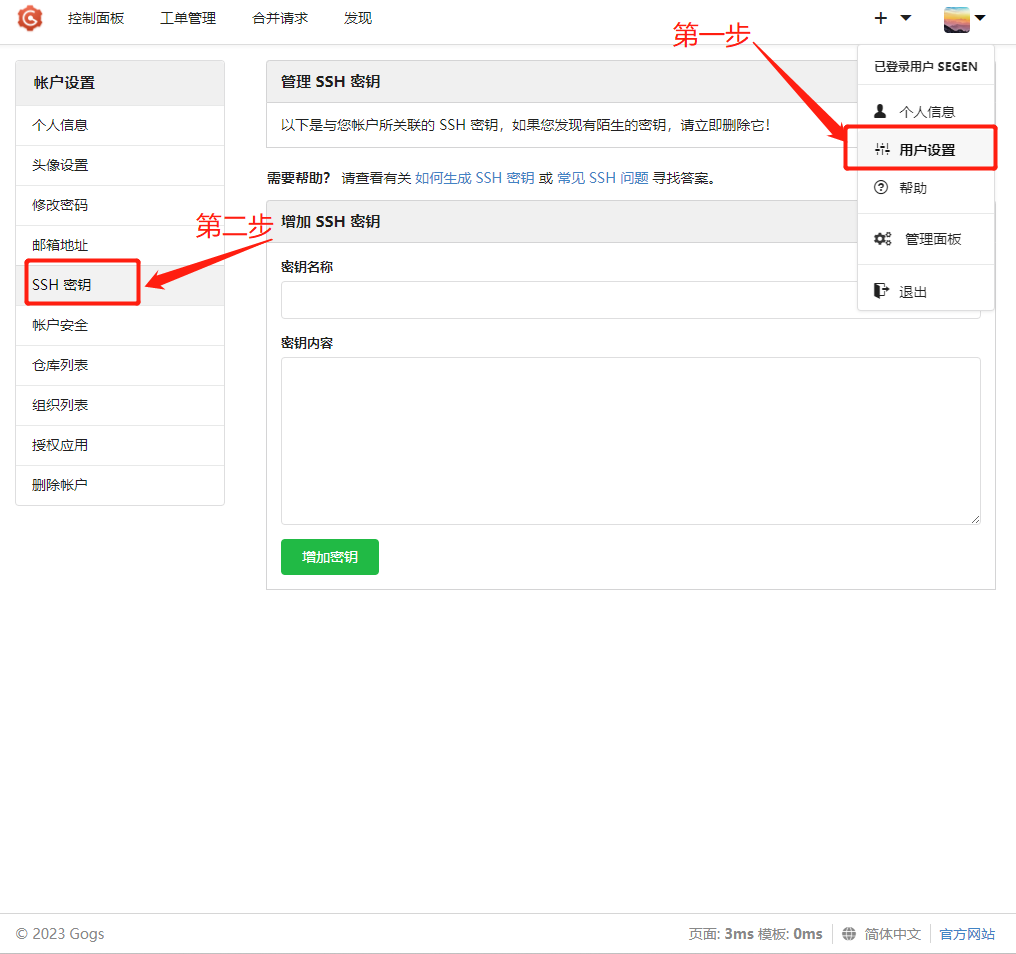 控制面板 工单管理 合并请求 发现
第一步
已登录用户 SEGEN
个人信息
用户设置
帮助
管理面板
退出
帐户设置
个人信息
头像设置
修改密码
邮箱地址
SSH 密钥
帐户安全
仓库列表
组织列表
授权应用
删除帐户
第二步
管理 SSH 密钥
以下是与您帐户所关联的 SSH 密钥，如果您发现有陌生的密钥，请立即删除它！
需要帮助？ 请查看有关 如何生成 SSH 密钥 或 常见 SSH 问题 寻找答案。
增加 SSH 密钥
密钥名称
密钥内容
增加密钥
© 2023 Gogs
页面: 3ms 模板: 0ms 简体中文 官方网站